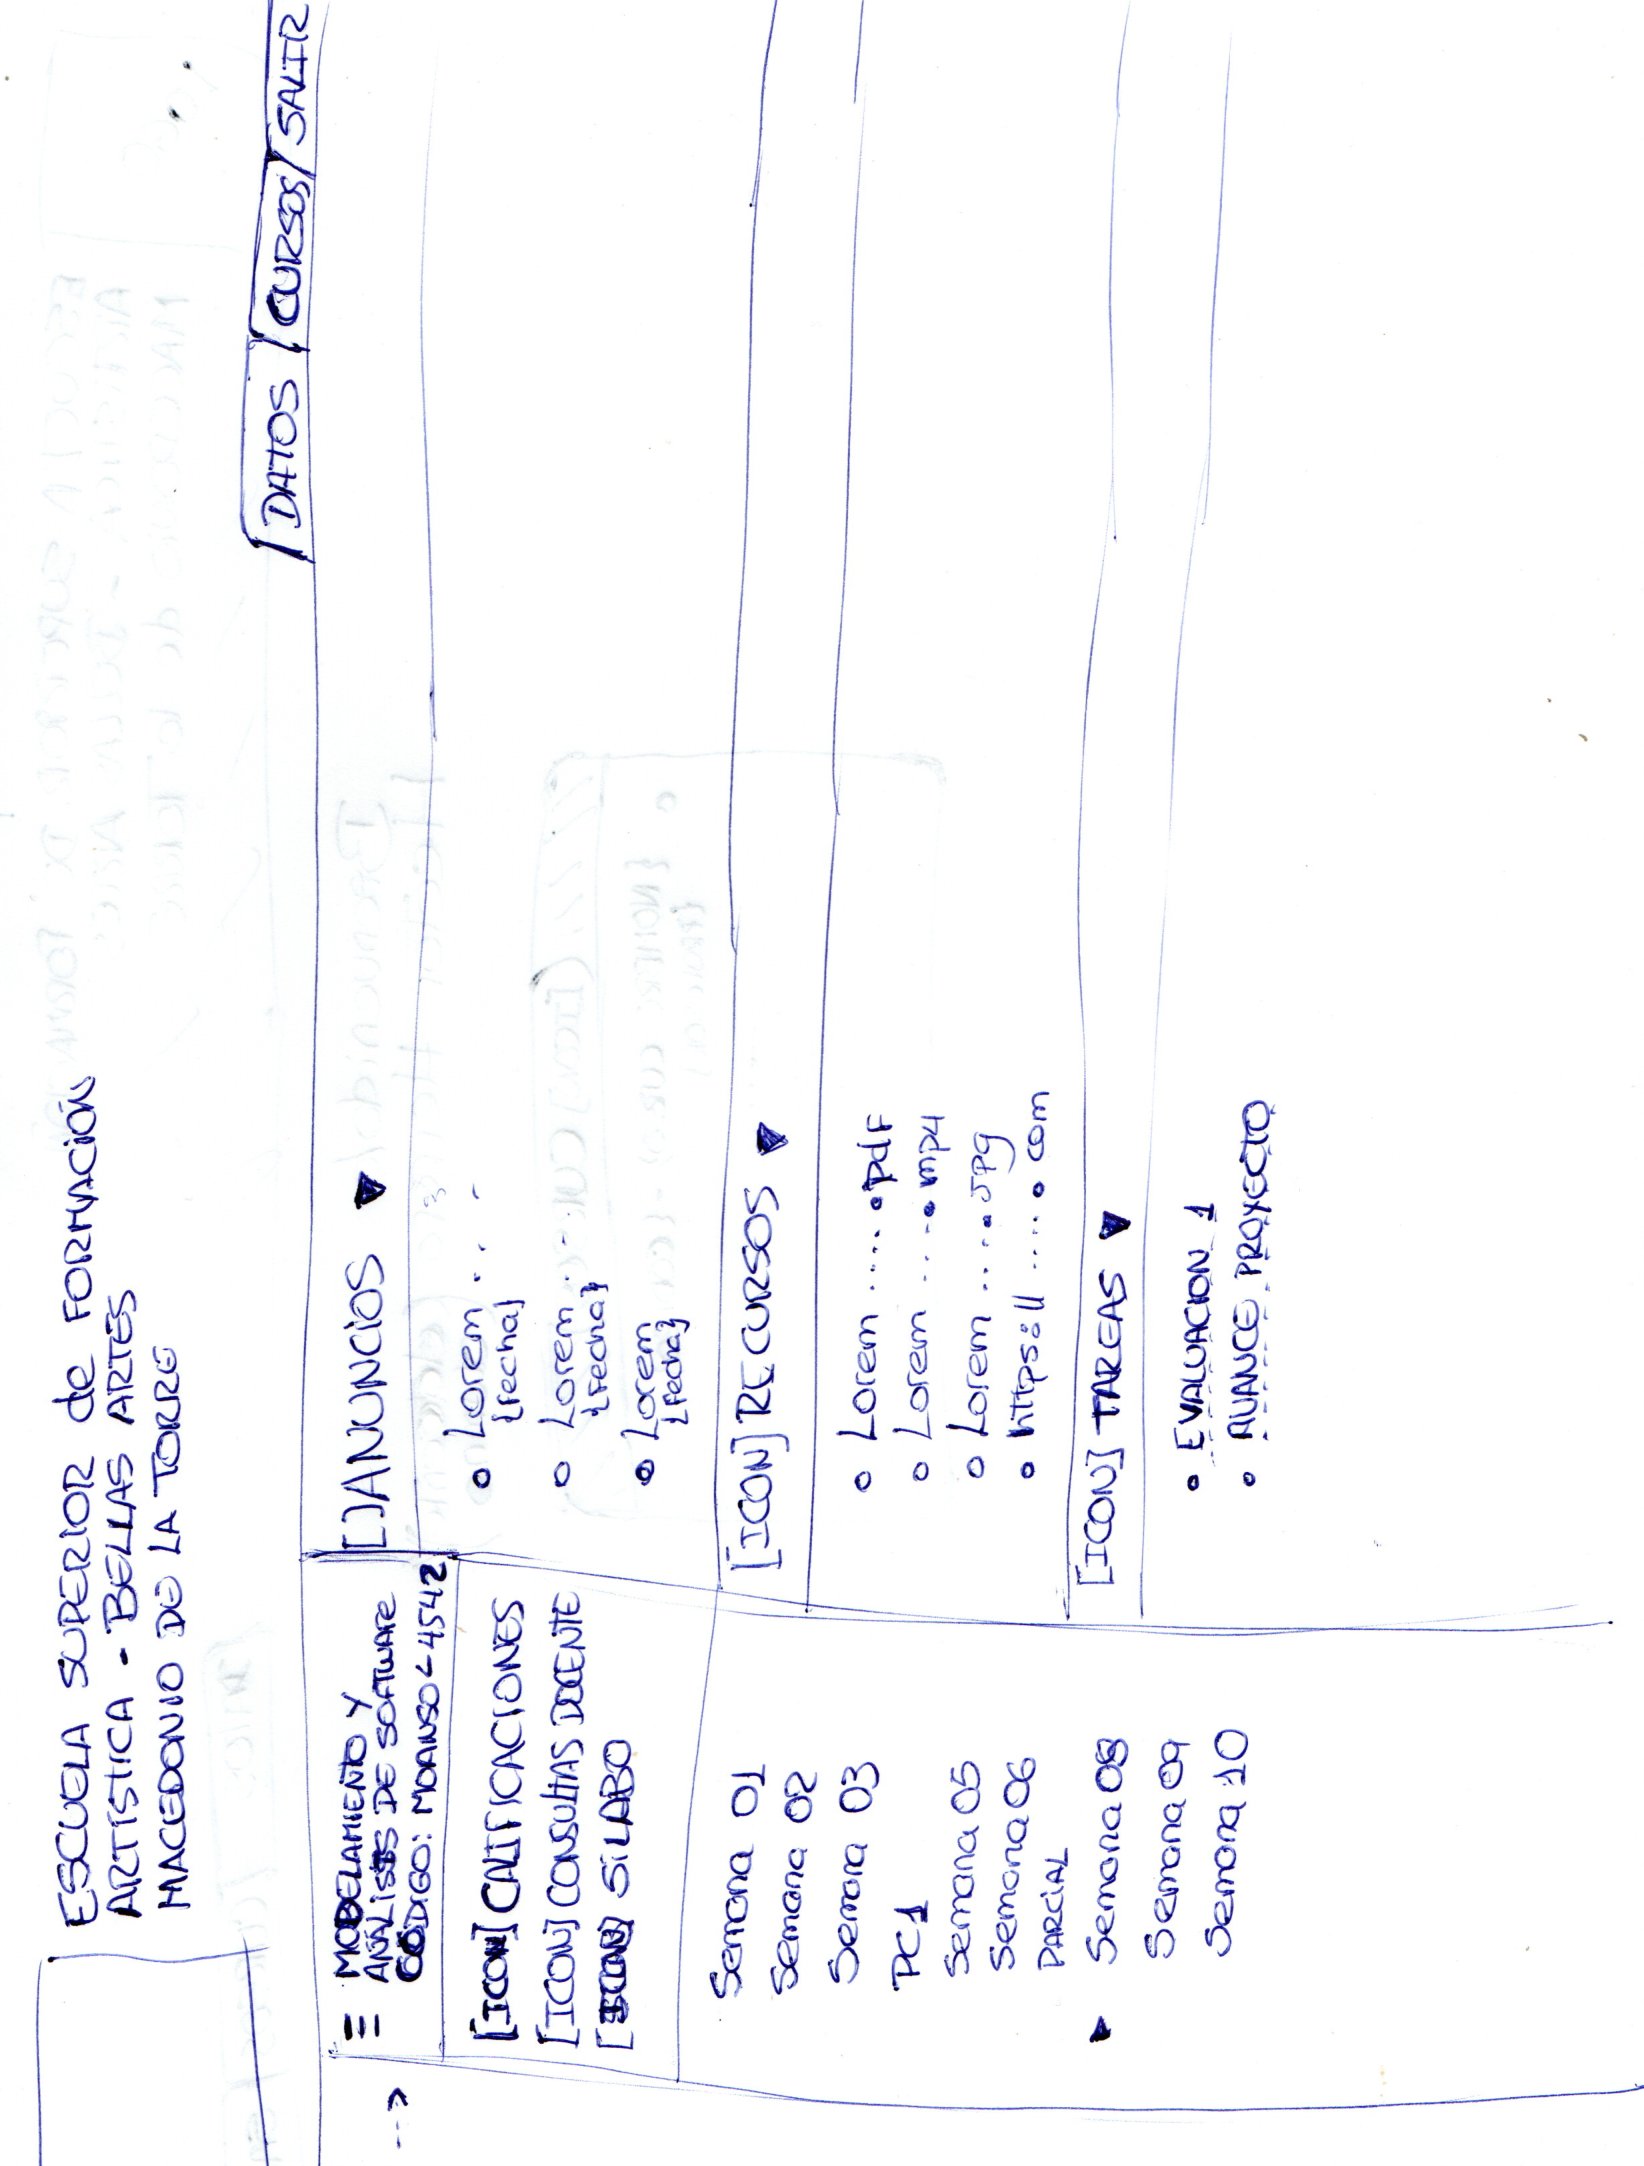 ESCUELA SUPERIOR de FORMACIÓN
ARTÍSTICA - BELLAS ARTES
MACEDONIO DE LA TORRE
DATOS
CURSOS
SALIR
MODELAMIENTO Y
ANÁLISIS DE SOFTWARE
CÓDIGO: MOANSO-4542
[ICON] CALIFICACIONES
[ICON] CONSULTAS DOCENTE
[ICON] SÍLABO
Semana 01
Semana 02
Semana 03
PC1
Semana 05
Semana 06
PARCIAL
Semana 08
Semana 09
Semana 10
[ ] ANUNCIOS
Lorem . . -
{fecha}
Lorem . - .
{fecha}
Lorem
{fecha}
[ICON] RECURSOS
Lorem .....pdf
Lorem .....mp4
Lorem .....JPg
https:// .....com
[ICON] TAREAS
EVALUACION 1
AVANCE PROYECTO